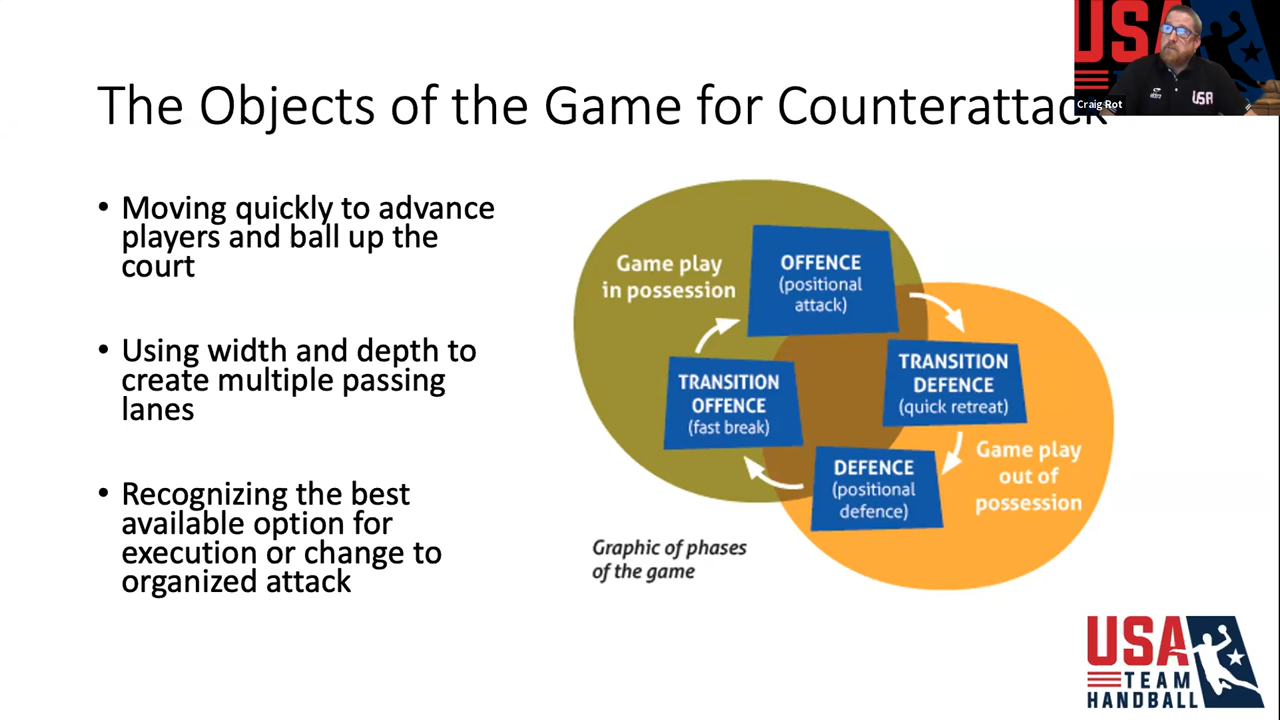 The Objects of the Game for Counterattack
USA
Craig Rot
USA
• Moving quickly to advance
players and ball up the
court
• Using width and depth to
create multiple passing
lanes
• Recognizing the best
available option for
execution or change to
organized attack
Game play
in possession
OFFENCE
(positional
attack)
TRANSITION
OFFENCE
(fast break)
TRANSITION
DEFENCE
(quick retreat)
DEFENCE
(positional
defence)
Game play
out of
possession
Graphic of phases
of the game
USA
TEAM
HANDBALL